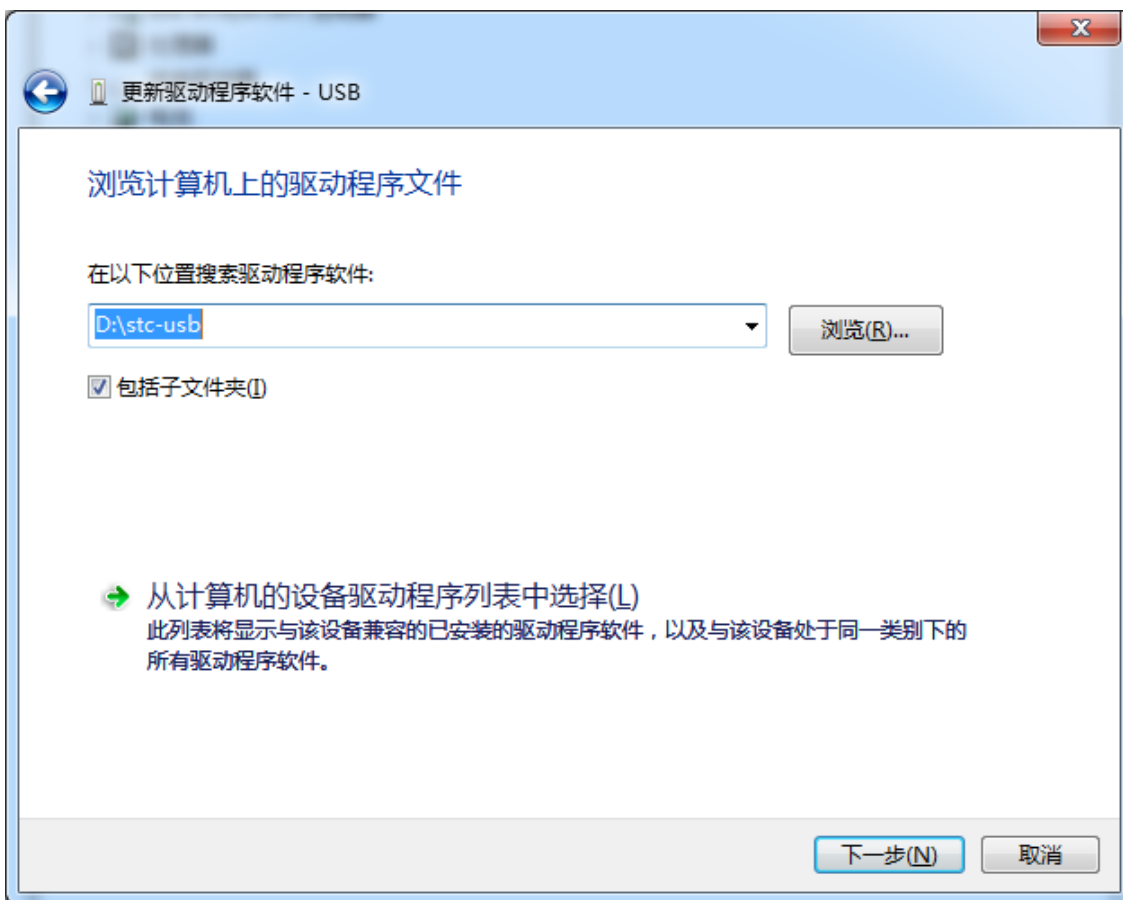 更新驱动程序软件 - USB
浏览计算机上的驱动程序文件
在以下位置搜索驱动程序软件:
D:\stc-usb
浏览(R)...
包括子文件夹(I)
从计算机的设备驱动程序列表中选择(L)
此列表将显示与该设备兼容的已安装的驱动程序软件，以及与该设备处于同一类别下的
所有驱动程序软件。
下一步(N)
取消